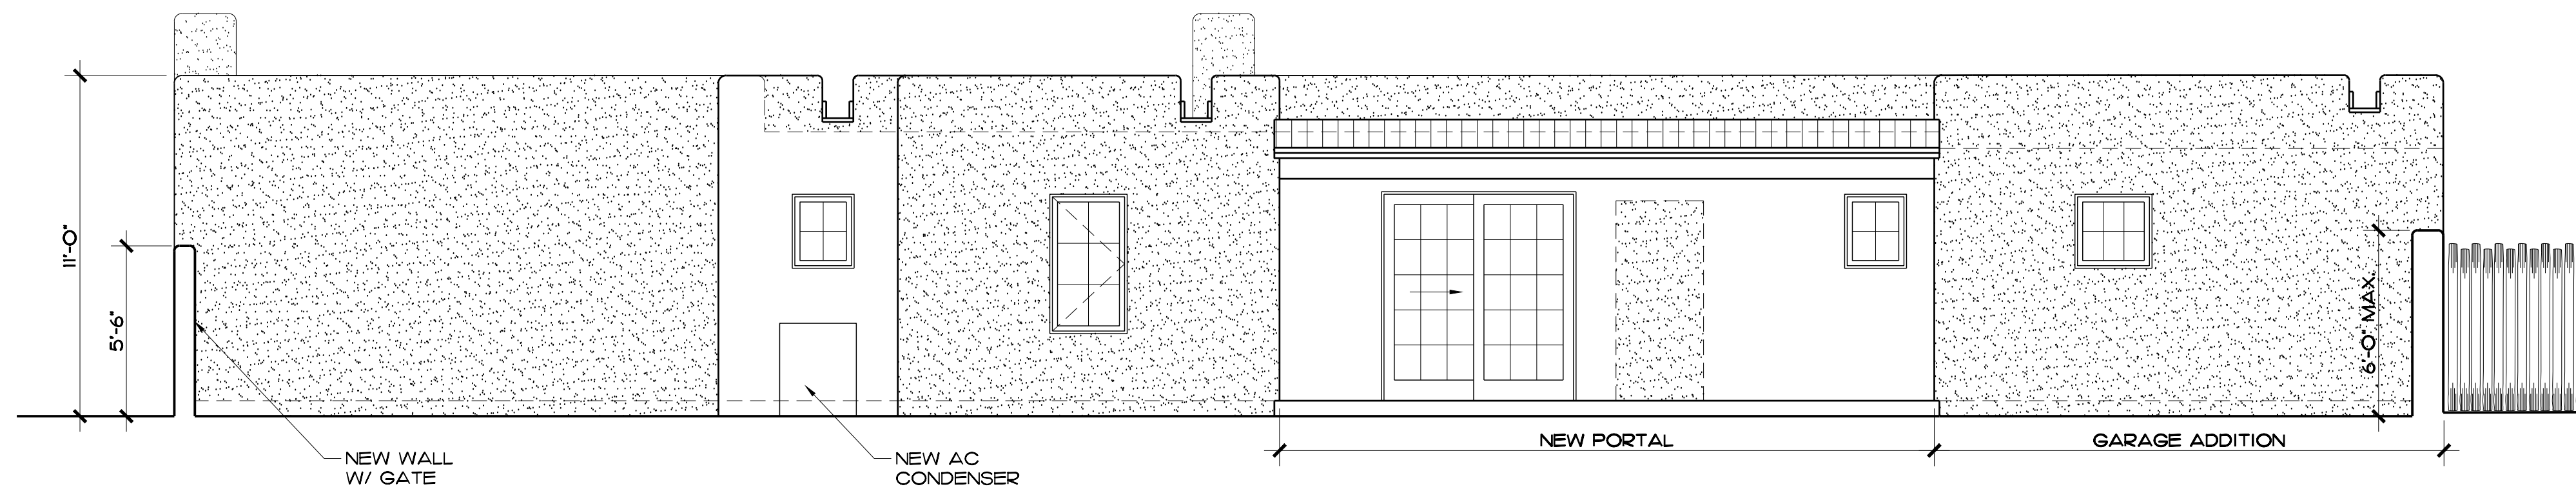 11'-0"
5'-6"
6'-0" MAX.
NEW PORTAL
GARAGE ADDITION
NEW WALL
W/ GATE
NEW AC
CONDENSER